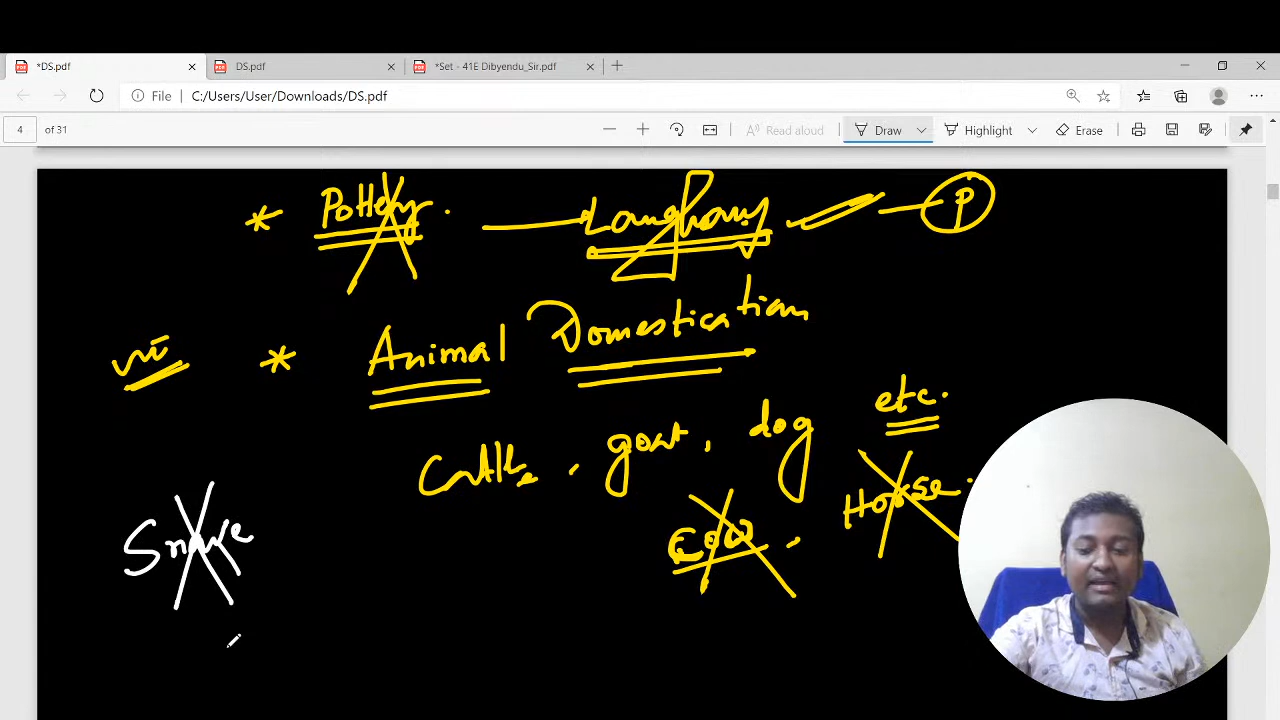 *DS.pdf DS.pdf *Set - 41E Dibyendu_Sir.pdf
File C:/Users/User/Downloads/DS.pdf
4 of 31 Read aloud Draw Highlight Erase
* Pottery. P
* Animal Domestication
Cattle, goat, dog etc.
Cow, Horse.
Snake